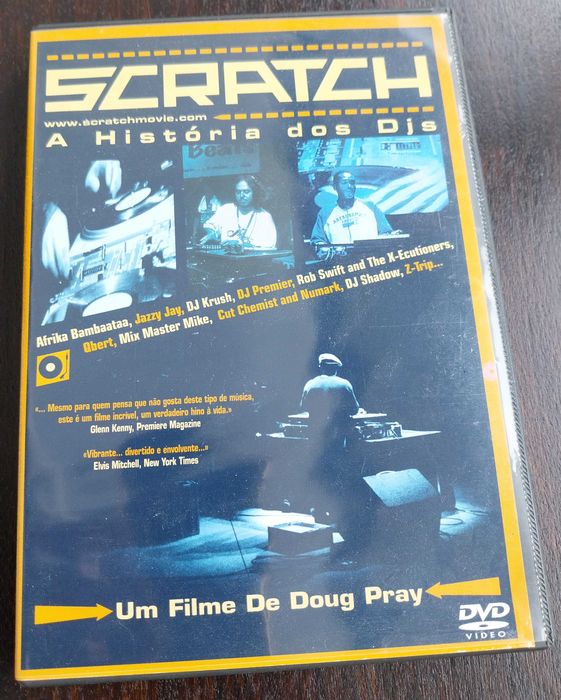 SCRATCH
www.scratchmovie.com
A História dos Djs
Beats
Afrika Bambaataa, Jazzy Jay, DJ Krush, DJ Premier, Rob Swift and The X-Ecutioners,
Qbert, Mix Master Mike, Cut Chemist and Numark, DJ Shadow, Z-Trip...
«... Mesmo para quem pensa que não gosta deste tipo de música,
este é um filme incrível, um verdadeiro hino à vida.»
Glenn Kenny, Premiere Magazine
«Vibrante... divertido e envolvente...»
Elvis Mitchell, New York Times
Um Filme De Doug Pray
DVD
VIDEO